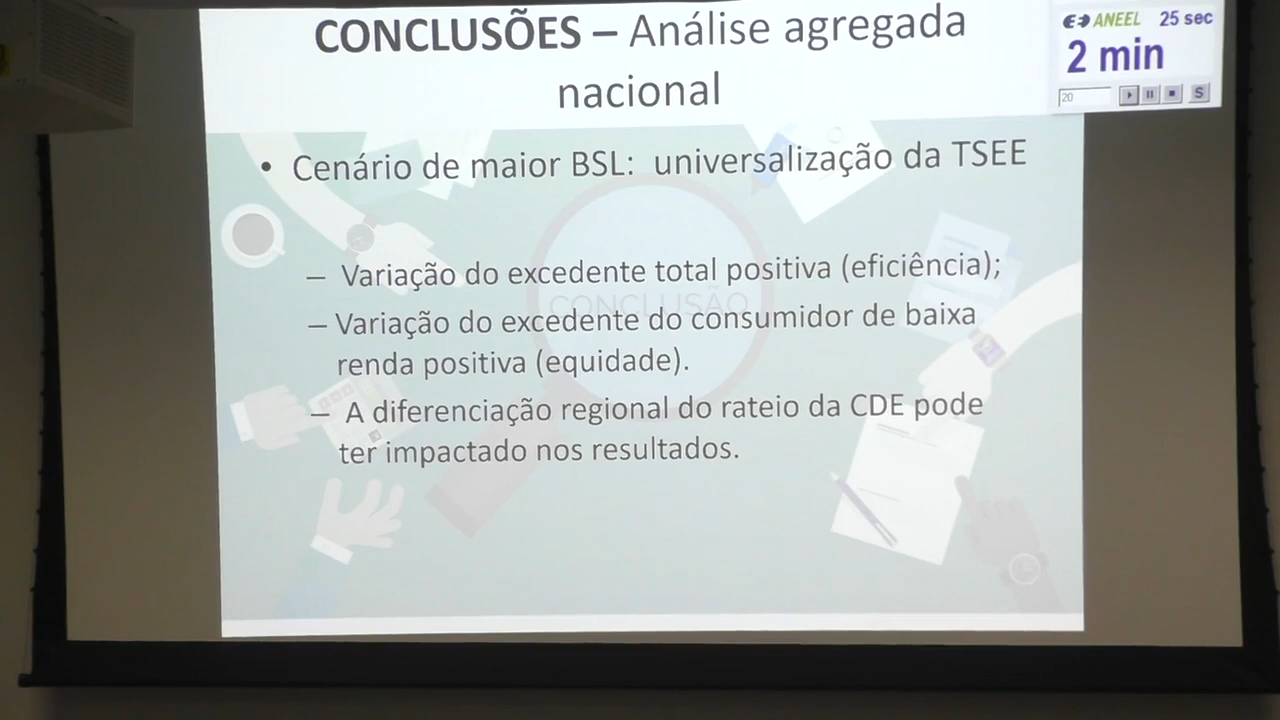 CONCLUSÕES – Análise agregada
nacional
ANEEL 25 sec
2 min
20
S
• Cenário de maior BSL: universalização da TSEE
– Variação do excedente total positiva (eficiência);
CONCLUSÃO
– Variação do excedente do consumidor de baixa
renda positiva (equidade).
– A diferenciação regional do rateio da CDE pode
ter impactado nos resultados.